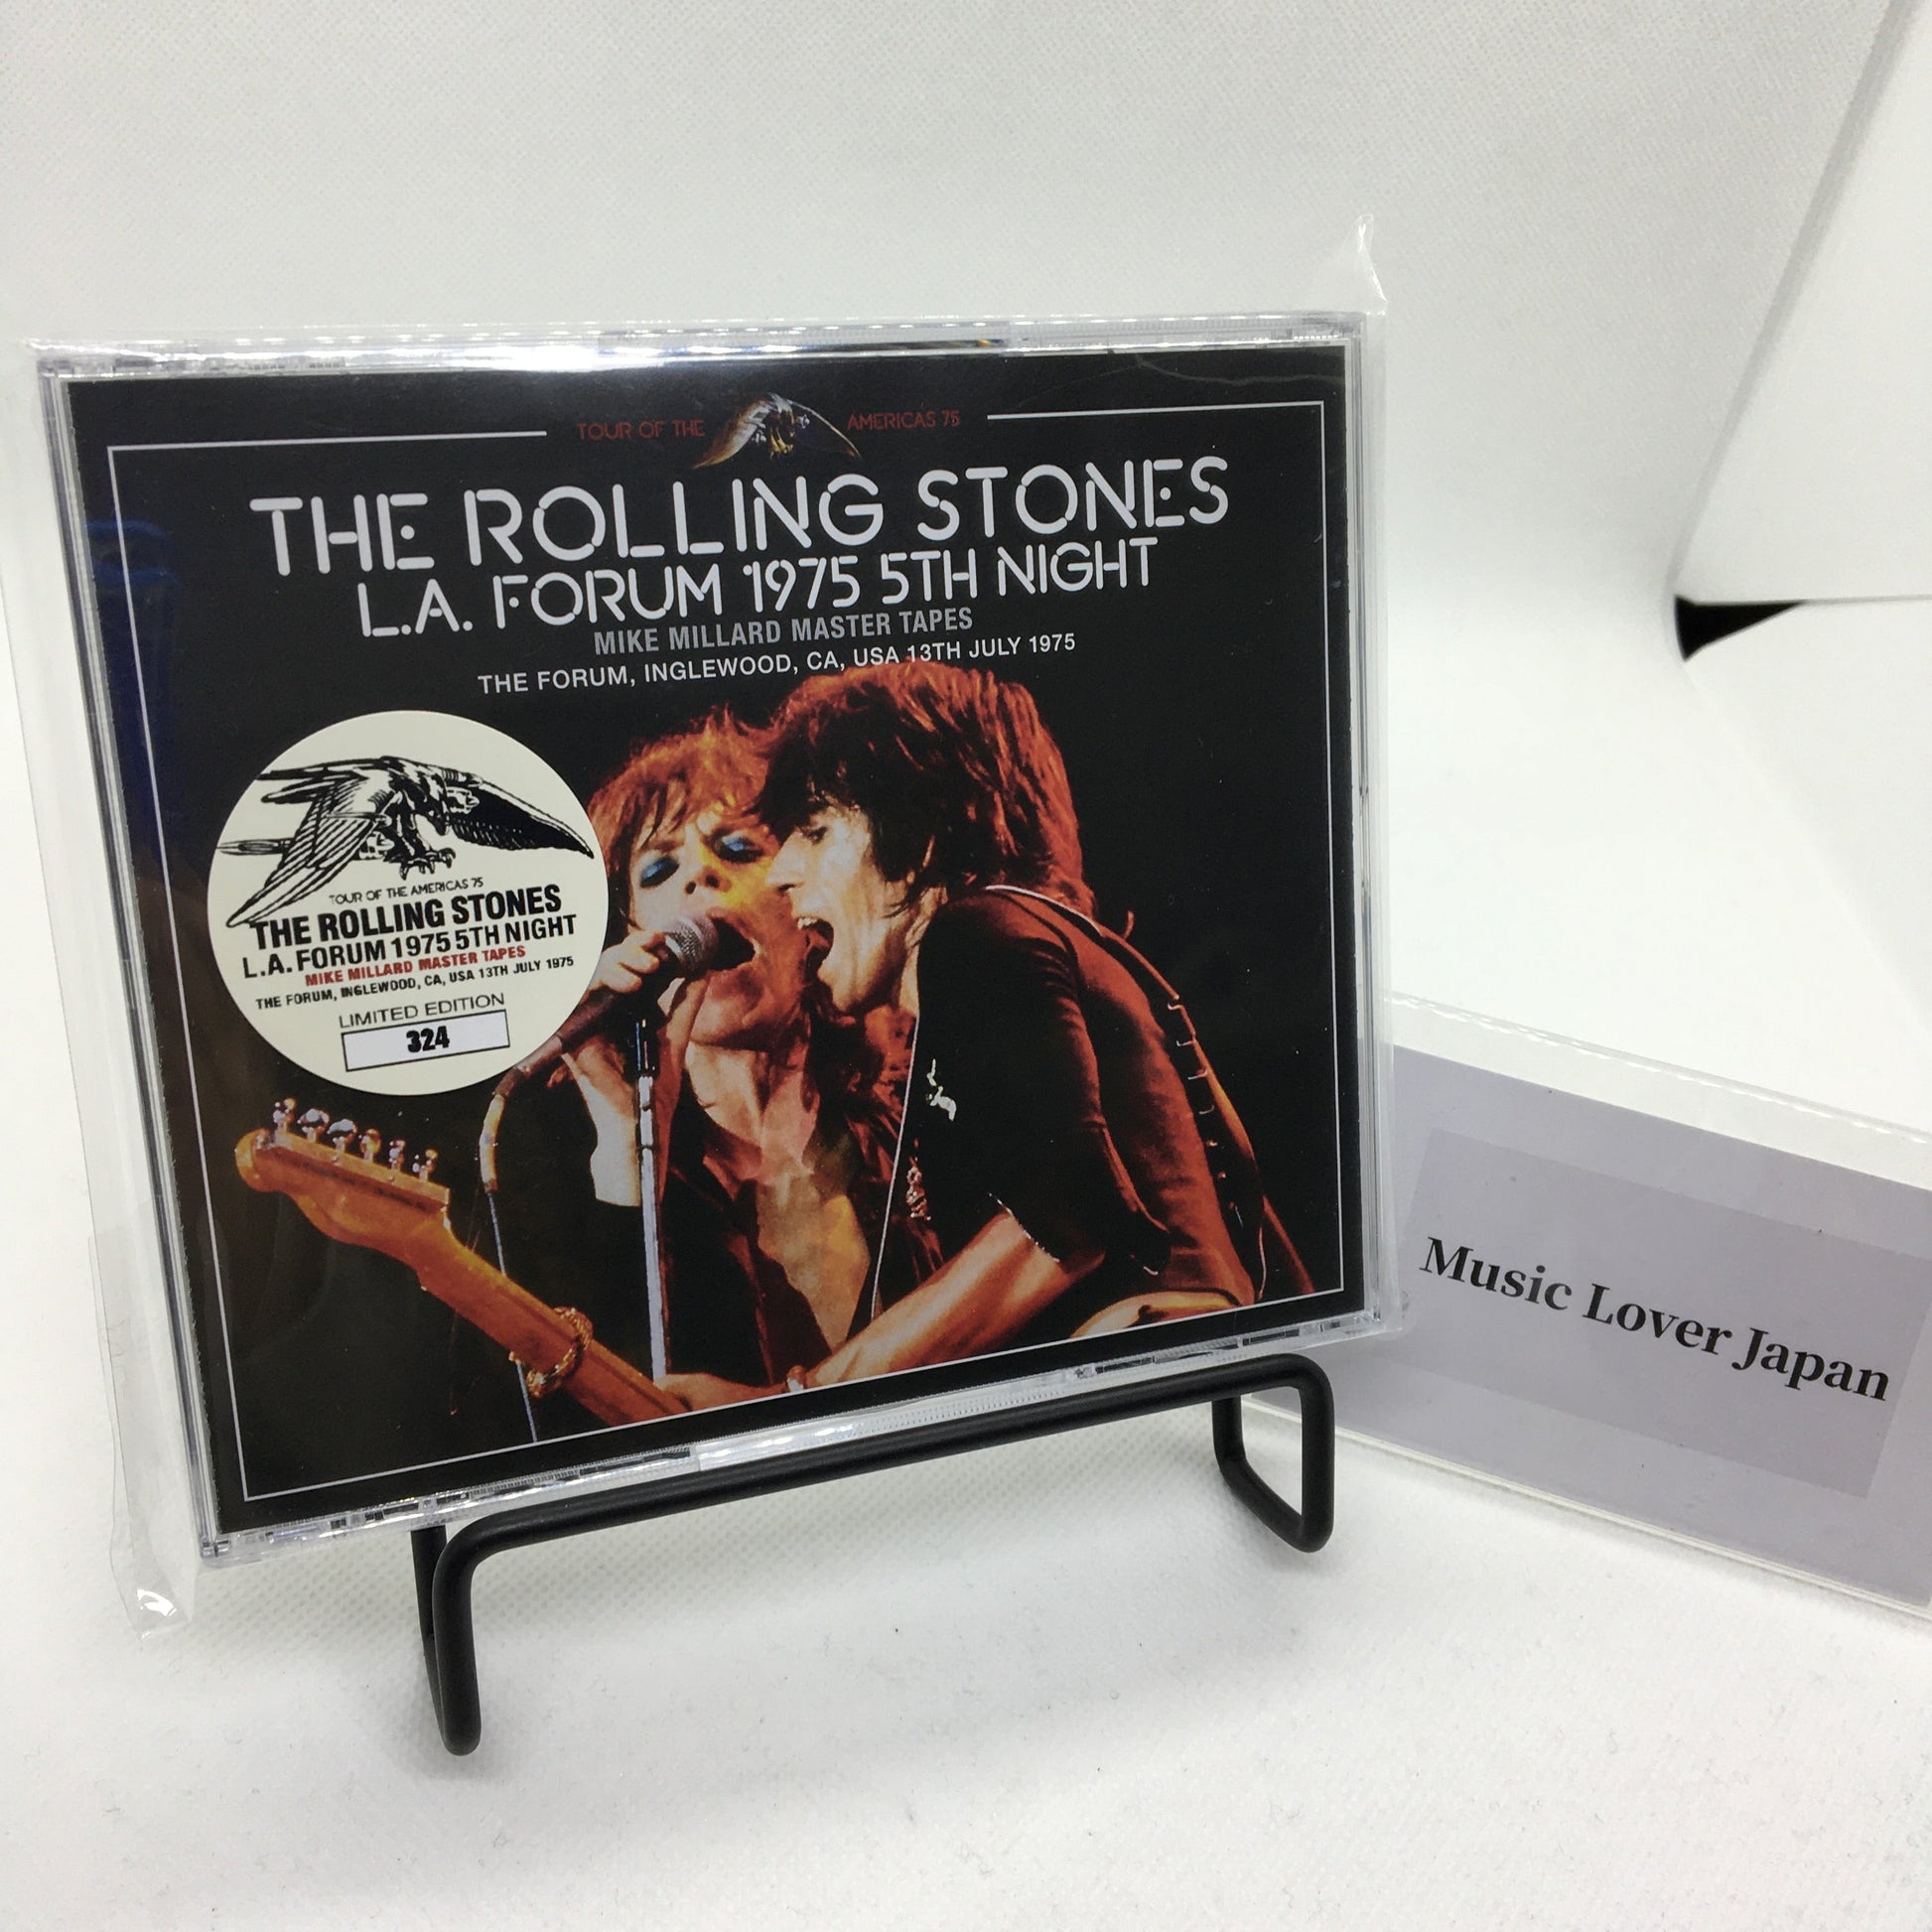 TOUR OF THE AMERICAS 75
THE ROLLING STONES
L.A. FORUM 1975 5TH NIGHT
MIKE MILLARD MASTER TAPES
THE FORUM, INGLEWOOD, CA, USA 13TH JULY 1975
TOUR OF THE AMERICAS 75
THE ROLLING STONES
L.A. FORUM 1975 5TH NIGHT
MIKE MILLARD MASTER TAPES
THE FORUM, INGLEWOOD, CA, USA 13TH JULY 1975
LIMITED EDITION
324
Music Lover Japan